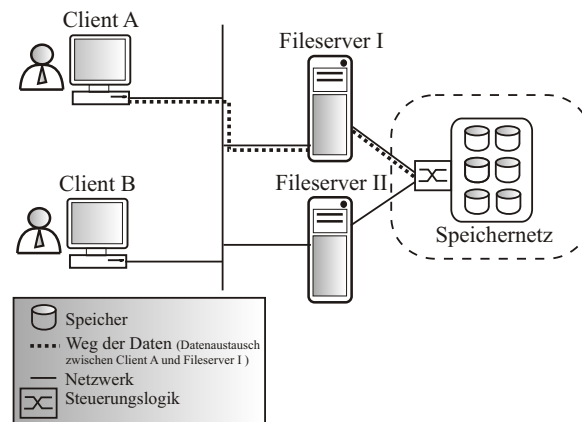 Client A
Fileserver I
Client B
Fileserver II
Speichernetz
Speicher
Weg der Daten (Datenaustausch
zwischen Client A und Fileserver I )
Netzwerk
Steuerungslogik